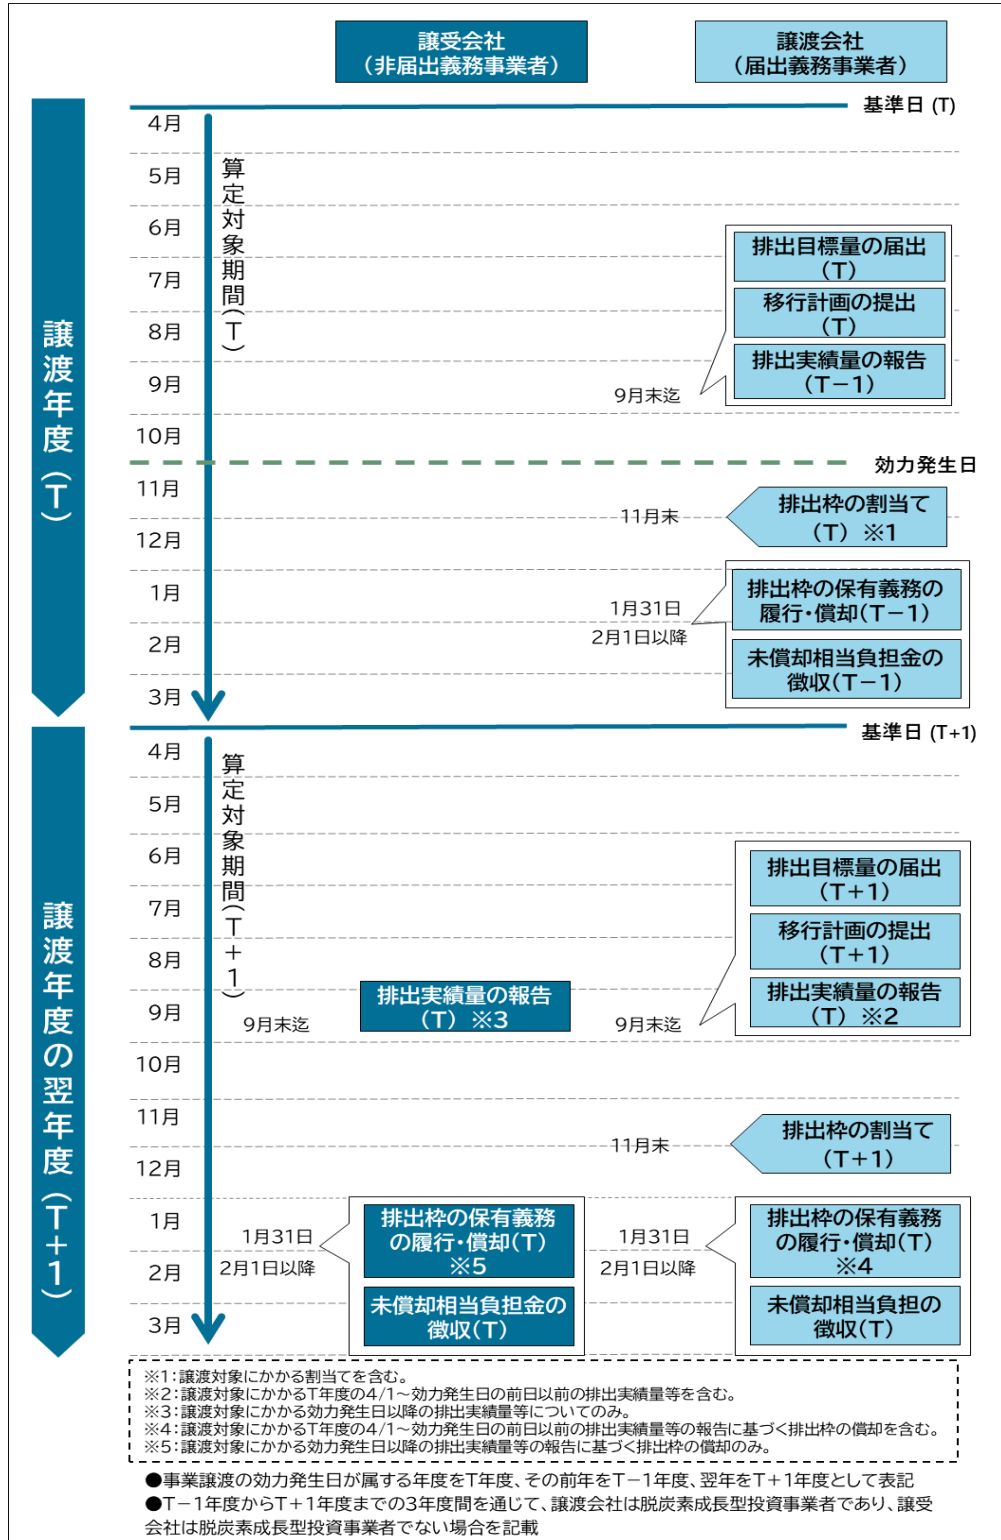 譲受会社
（非届出義務事業者）
譲渡会社
（届出義務事業者）
基準日 (T)
譲渡年度（T）
4月
5月
6月
7月
8月
9月
10月
11月
12月
1月
2月
3月
算定対象期間（T）
排出目標量の届出
（T）
移行計画の提出
（T）
排出実績量の報告
（T−1）
9月末迄
効力発生日
11月末
排出枠の割当て
（T） ※1
1月31日
2月1日以降
排出枠の保有義務の
履行・償却（T−1）
未償却相当負担金の
徴収（T−1）
基準日 (T+1)
譲渡年度の翌年度（T＋1）
4月
5月
6月
7月
8月
9月
10月
11月
12月
1月
2月
3月
算定対象期間（T＋1）
排出目標量の届出
（T＋1）
移行計画の提出
（T＋1）
排出実績量の報告
（T） ※2
9月末迄
排出実績量の報告
（T） ※3
9月末迄
11月末
排出枠の割当て
（T＋1）
1月31日
2月1日以降
排出枠の保有義務
の履行・償却（T）
※5
未償却相当負担金の
徴収（T）
1月31日
2月1日以降
排出枠の保有義務
の履行・償却（T）
※4
未償却相当負担の
徴収（T）
※1：譲渡対象にかかる割当てを含む。
※2：譲渡対象にかかるT年度の4/1～効力発生日の前日以前の排出実績量等を含む。
※3：譲渡対象にかかる効力発生日以降の排出実績量等についてのみ。
※4：譲渡対象にかかるT年度の4/1～効力発生日の前日以前の排出実績量等の報告に基づく排出枠の償却を含む。
※5：譲渡対象にかかる効力発生日以降の排出実績量等の報告に基づく排出枠の償却のみ。
●事業譲渡の効力発生日が属する年度をT年度、その前年をT−1年度、翌年をT＋1年度として表記
●T−1年度からT＋1年度までの3年度間を通じて、譲渡会社は脱炭素成長型投資事業者であり、譲受
会社は脱炭素成長型投資事業者でない場合を記載